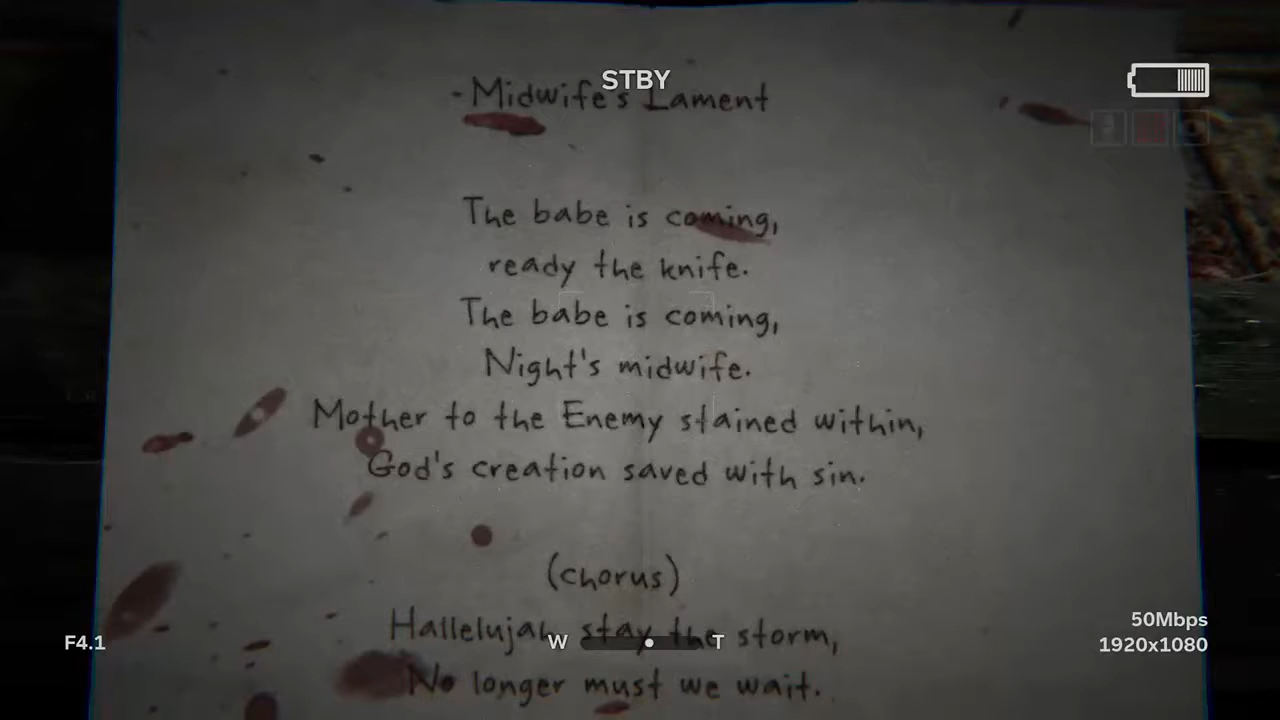 STBY
- Midwife's Lament
The babe is coming,
ready the knife.
The babe is coming,
Night's midwife.
Mother to the Enemy stained within,
God's creation saved with sin.
(chorus)
Hallelujah stay the storm,
W T
No longer must we wait.
F4.1
50Mbps
1920x1080